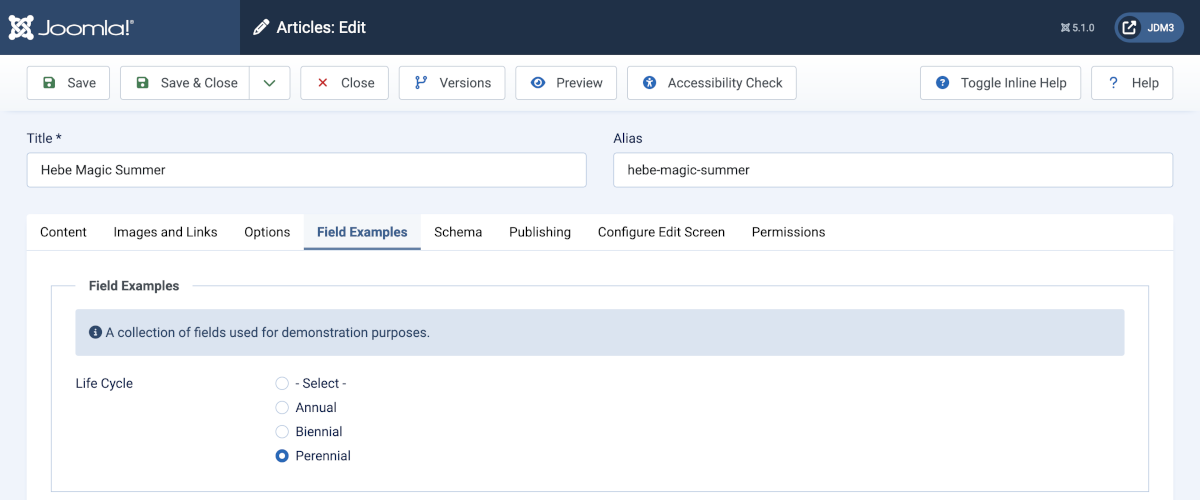 Joomla!® Articles: Edit 5.1.0 JDM3
Save Save & Close Close Versions Preview Accessibility Check Toggle Inline Help ? Help
Title * Alias
Hebe Magic Summer hebe-magic-summer
Content Images and Links Options Field Examples Schema Publishing Configure Edit Screen Permissions
Field Examples
A collection of fields used for demonstration purposes.
Life Cycle - Select -
Annual
Biennial
Perennial